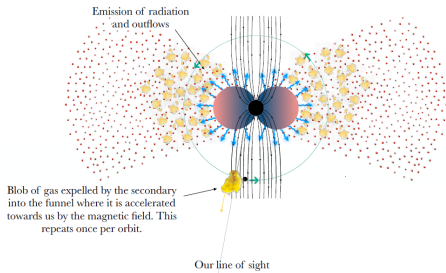 Emission of radiation
and outflows
Blob of gas expelled by the secondary
into the funnel where it is accelerated
towards us by the magnetic field. This
repeats once per orbit.
Our line of sight